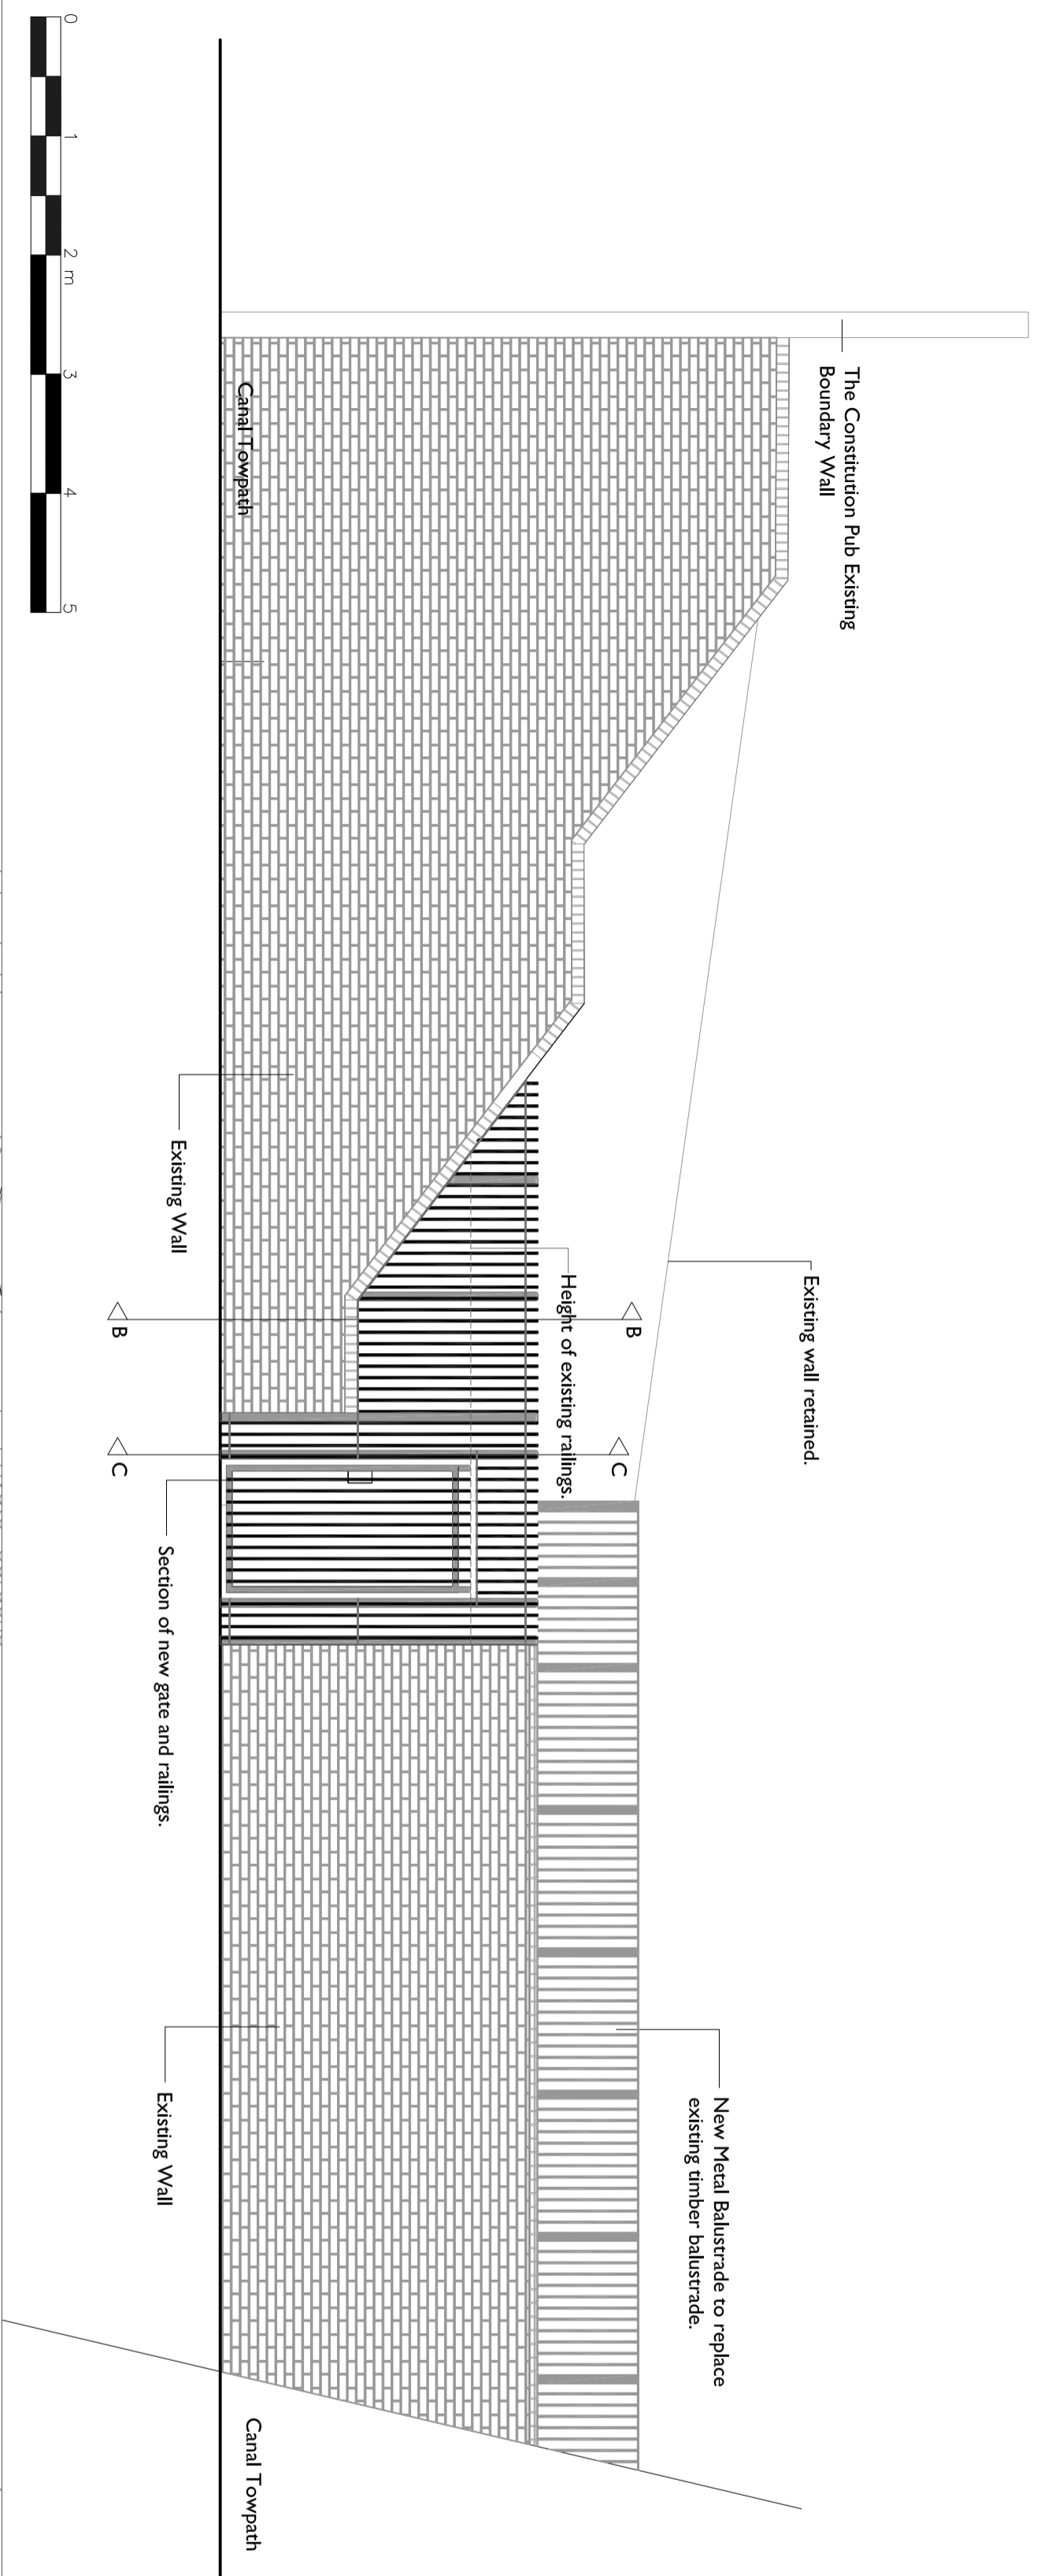 The Constitution Pub Existing
Boundary Wall
Existing wall retained.
New Metal Balustrade to replace
existing timber balustrade.
Height of existing railings.
B
C
Canal Towpath
Canal Towpath
Existing Wall
B
C
Section of new gate and railings.
Existing Wall
0
1
2 m
3
4
5